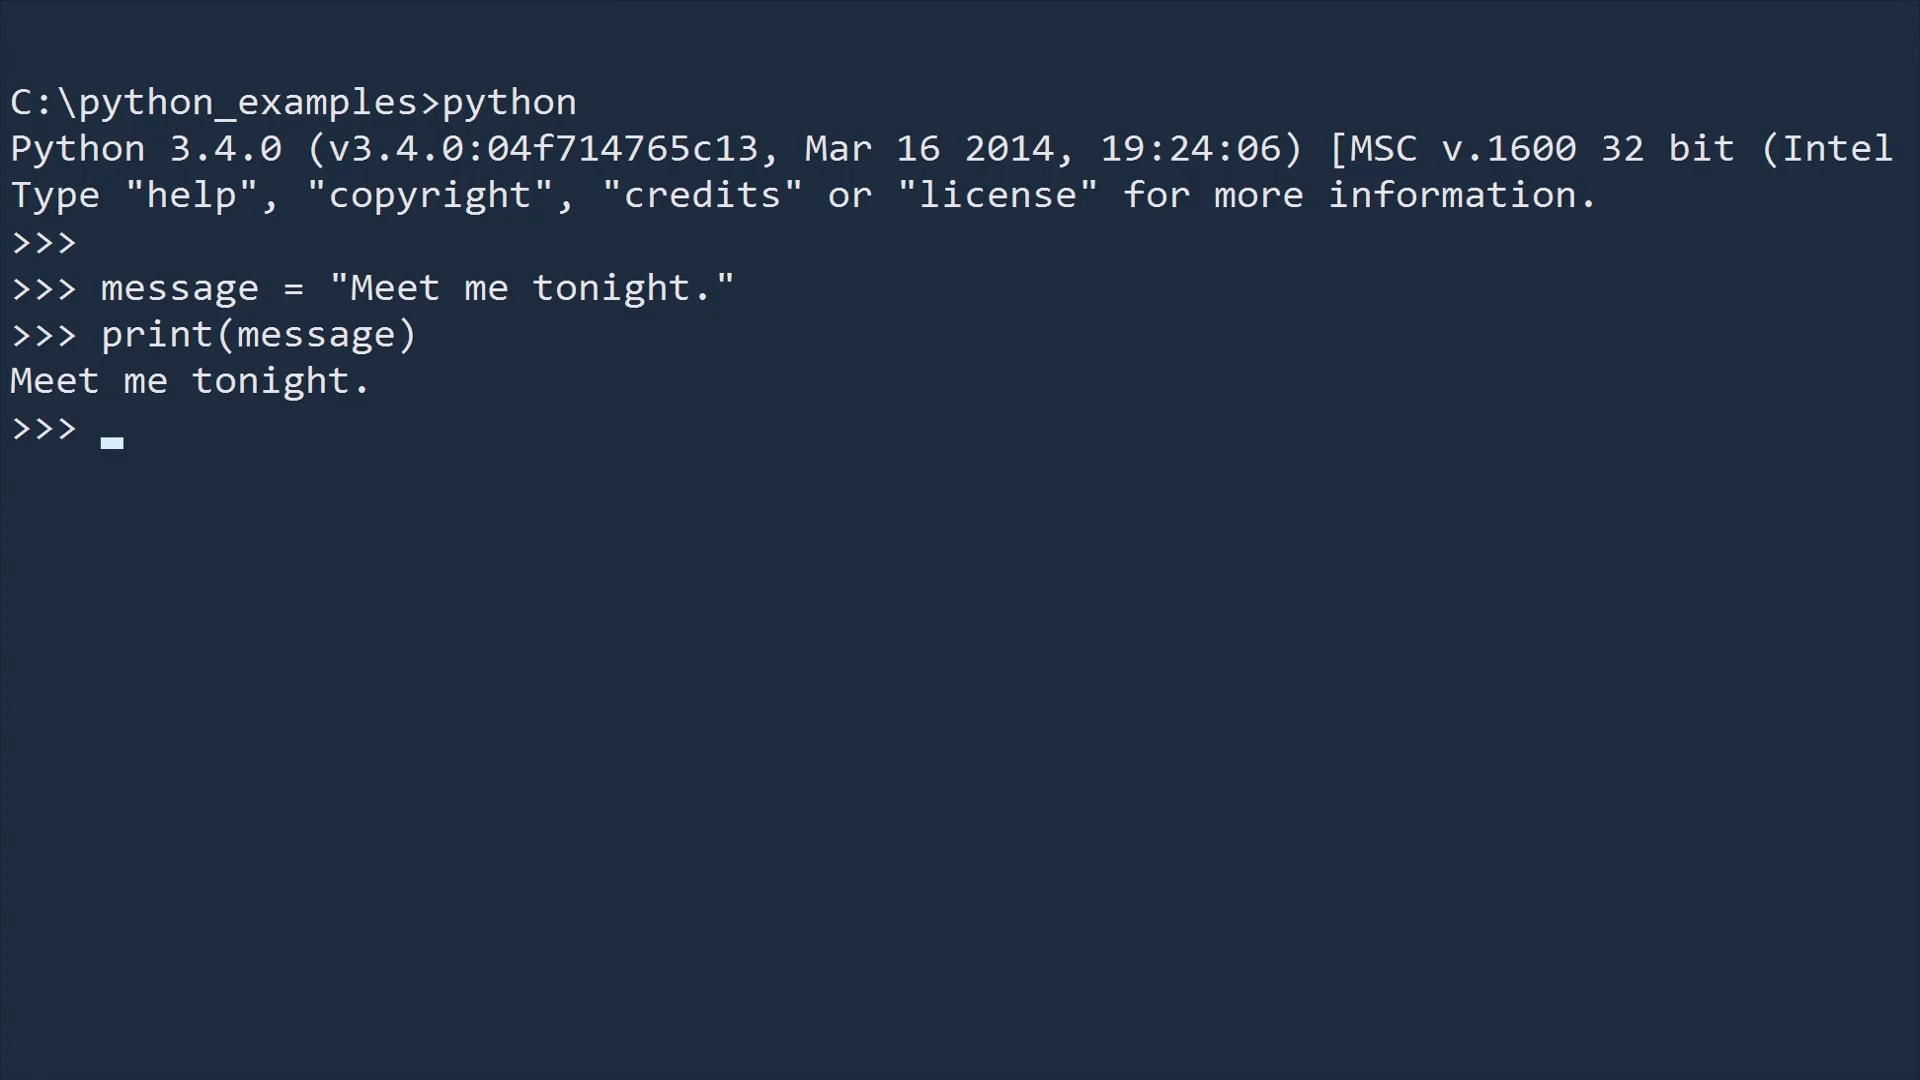 C:\python_examples>python
Python 3.4.0 (v3.4.0:04f714765c13, Mar 16 2014, 19:24:06) [MSC v.1600 32 bit (Intel
Type "help", "copyright", "credits" or "license" for more information.
>>>
>>> message = "Meet me tonight."
>>> print(message)
Meet me tonight.
>>>